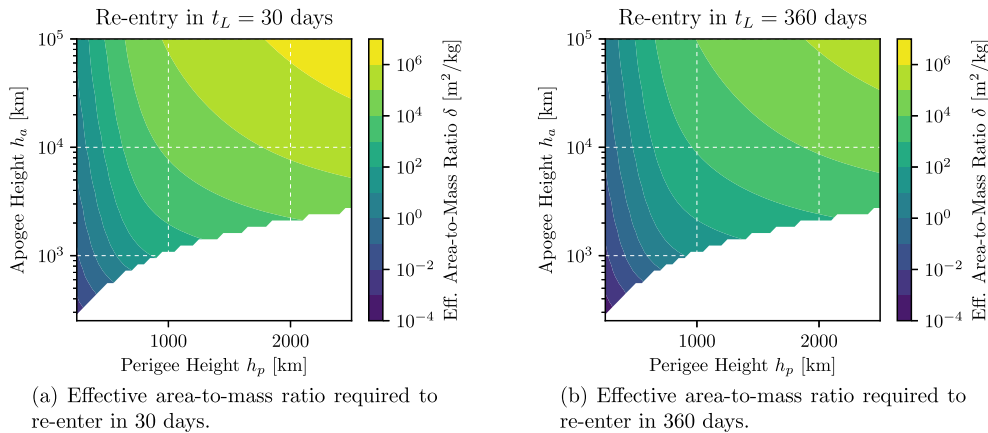 Re-entry in t_L = 30 days
10^5
10^4
10^3
Apogee Height h_a [km]
1000
2000
Perigee Height h_p [km]
10^6
10^4
10^2
10^0
10^−2
10^−4
Eff. Area-to-Mass Ratio δ [m^2/kg]
(a) Effective area-to-mass ratio required to
re-enter in 30 days.
Re-entry in t_L = 360 days
10^5
10^4
10^3
Apogee Height h_a [km]
1000
2000
Perigee Height h_p [km]
10^6
10^4
10^2
10^0
10^−2
10^−4
Eff. Area-to-Mass Ratio δ [m^2/kg]
(b) Effective area-to-mass ratio required to
re-enter in 360 days.